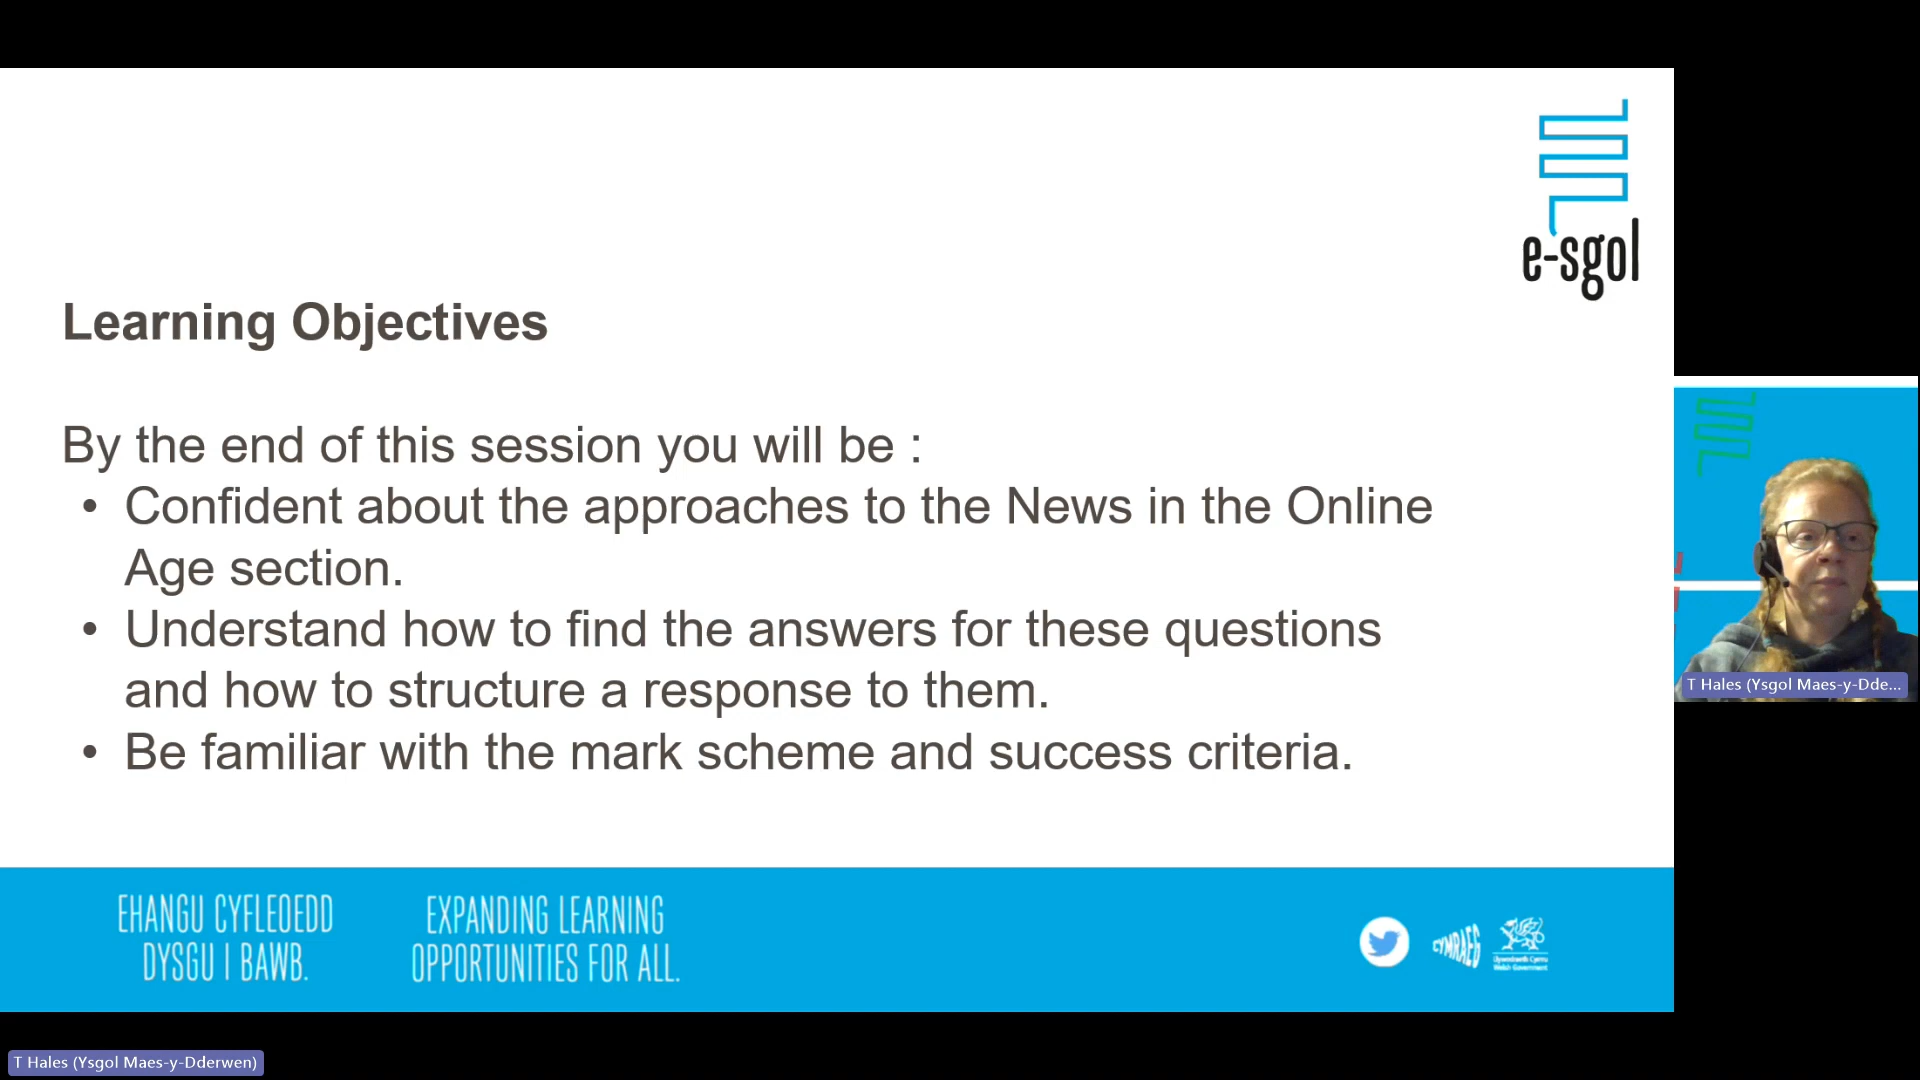 e-sgol
Learning Objectives
By the end of this session you will be :
• Confident about the approaches to the News in the Online
Age section.
• Understand how to find the answers for these questions
and how to structure a response to them.
• Be familiar with the mark scheme and success criteria.
T Hales (Ysgol Maes-y-Dde...
EHANGU CYFLEOEDD
DYSGU I BAWB.
EXPANDING LEARNING
OPPORTUNITIES FOR ALL.
CYMRAEG
Llywodraeth Cymru
Welsh Government
T Hales (Ysgol Maes-y-Dderwen)